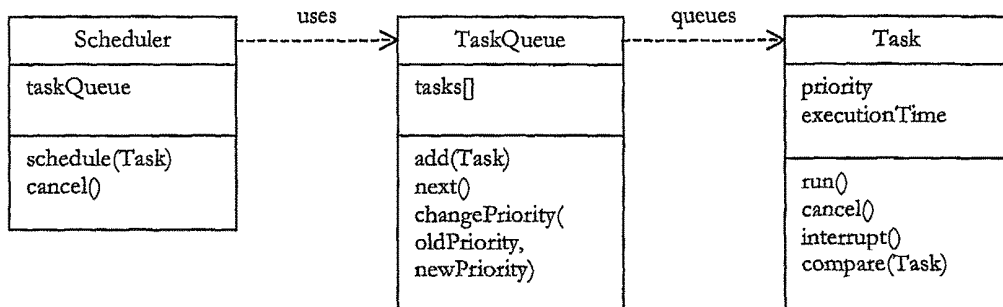 uses
queues
Scheduler
taskQueue
schedule(Task)
cancel()
TaskQueue
tasks[]
add(Task)
next()
changePriority(
oldPriority,
newPriority)
Task
priority
executionTime
run()
cancel()
interrupt()
compare(Task)